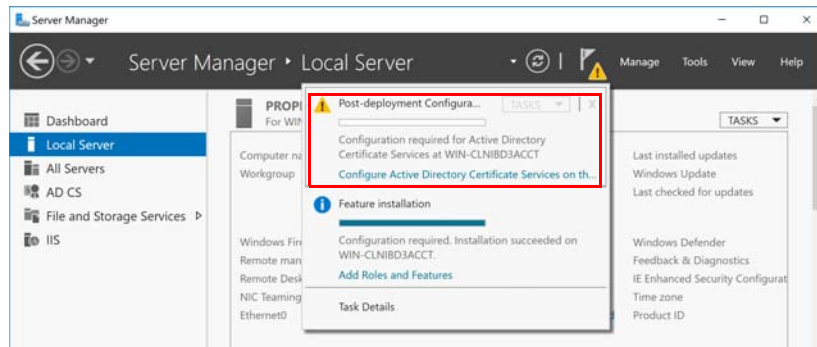 Server Manager
Server Manager • Local Server
Manage Tools View Help
Dashboard
Local Server
All Servers
AD CS
File and Storage Services
IIS
PROP
For WIN
TASKS
Computer na
Workgroup
Last installed updates
Windows Update
Last checked for updates
Windows Fire
Remote man
Remote Desk
NIC Teaming
Ethernet0
Windows Defender
Feedback & Diagnostics
IE Enhanced Security Configurat
Time zone
Product ID
Post-deployment Configura...
TASKS
X
Configuration required for Active Directory
Certificate Services at WIN-CLNIBD3ACCT
Configure Active Directory Certificate Services on th...
Feature installation
Configuration required. Installation succeeded on
WIN-CLNIBD3ACCT.
Add Roles and Features
Task Details